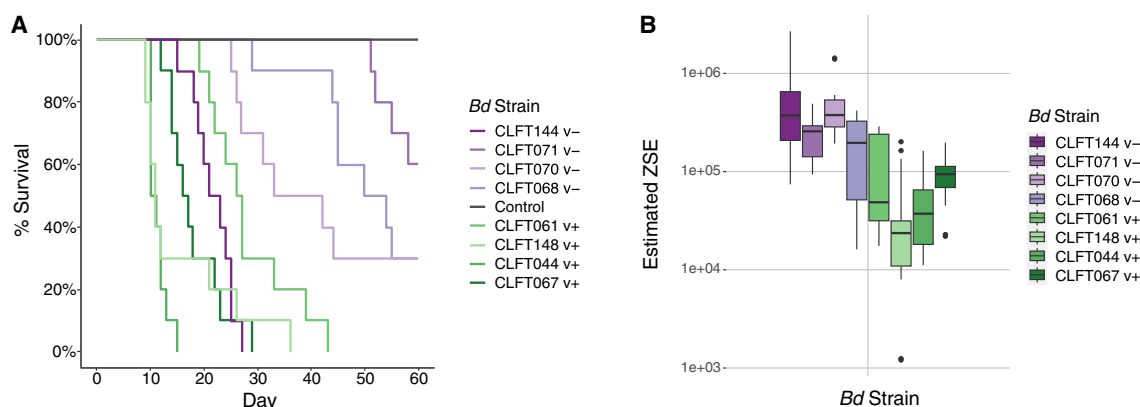 A
100%
80%
60%
40%
20%
0%
% Survival
0 10 20 30 40 50 60
Day
Bd Strain
CLFT144 v−
CLFT071 v−
CLFT070 v−
CLFT068 v−
Control
CLFT061 v+
CLFT148 v+
CLFT044 v+
CLFT067 v+
B
1e+06
1e+05
1e+04
1e+03
Estimated ZSE
Bd Strain
Bd Strain
CLFT144 v−
CLFT071 v−
CLFT070 v−
CLFT068 v−
CLFT061 v+
CLFT148 v+
CLFT044 v+
CLFT067 v+